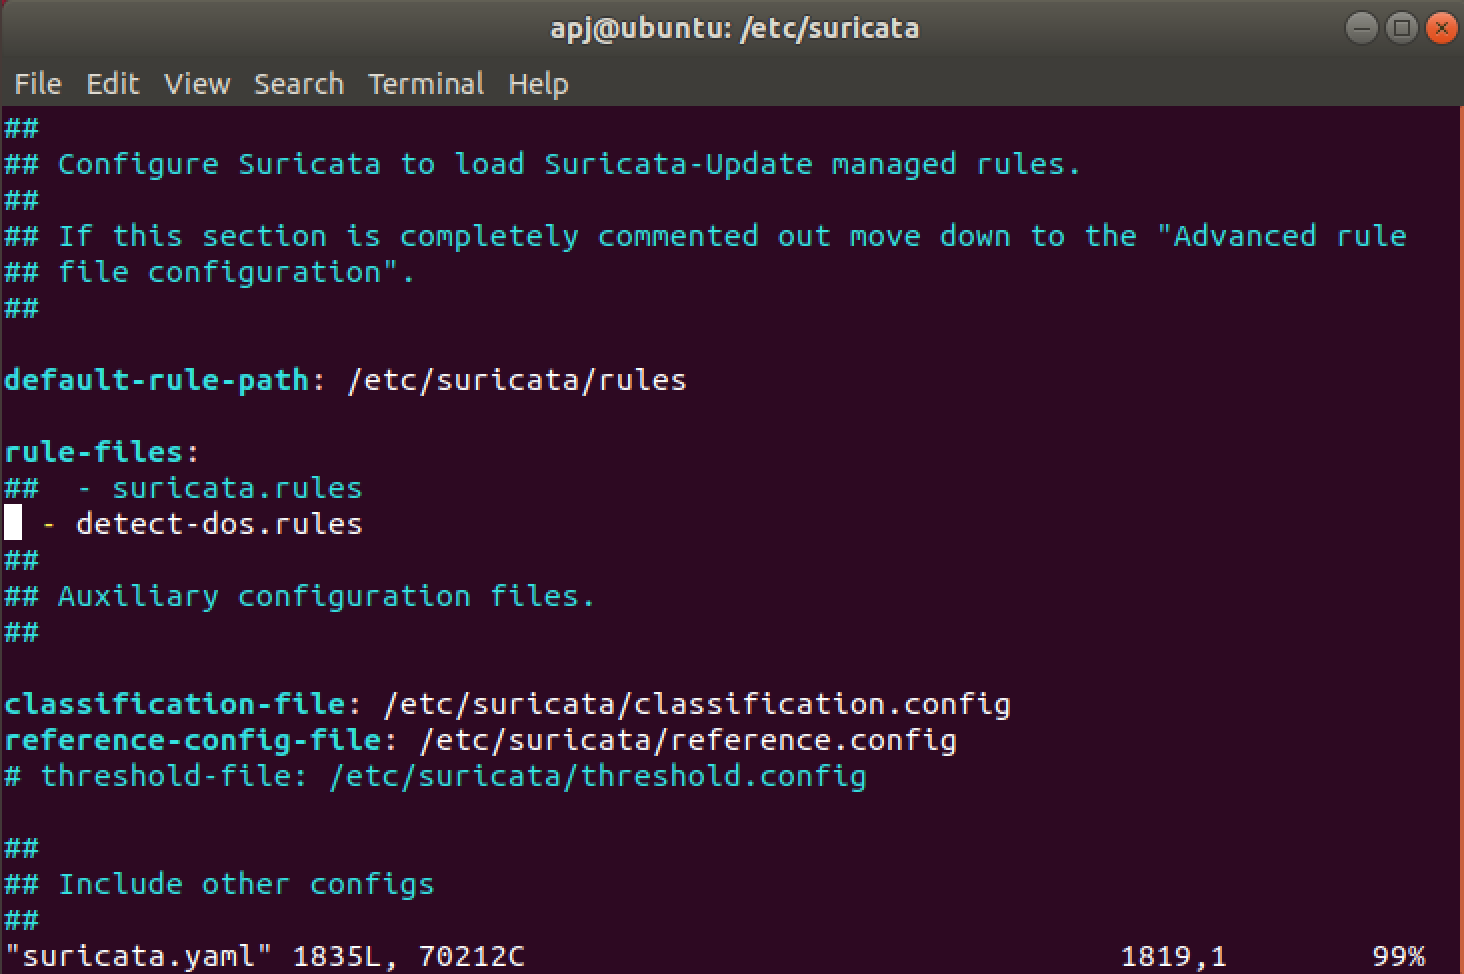 apj@ubuntu: /etc/suricata
File Edit View Search Terminal Help
##
## Configure Suricata to load Suricata-Update managed rules.
##
## If this section is completely commented out move down to the "Advanced rule
## file configuration".
##
default-rule-path: /etc/suricata/rules
rule-files:
##  - suricata.rules
  - detect-dos.rules
##
## Auxiliary configuration files.
##
classification-file: /etc/suricata/classification.config
reference-config-file: /etc/suricata/reference.config
# threshold-file: /etc/suricata/threshold.config
##
## Include other configs
##
"suricata.yaml" 1835L, 70212C 1819,1 99%